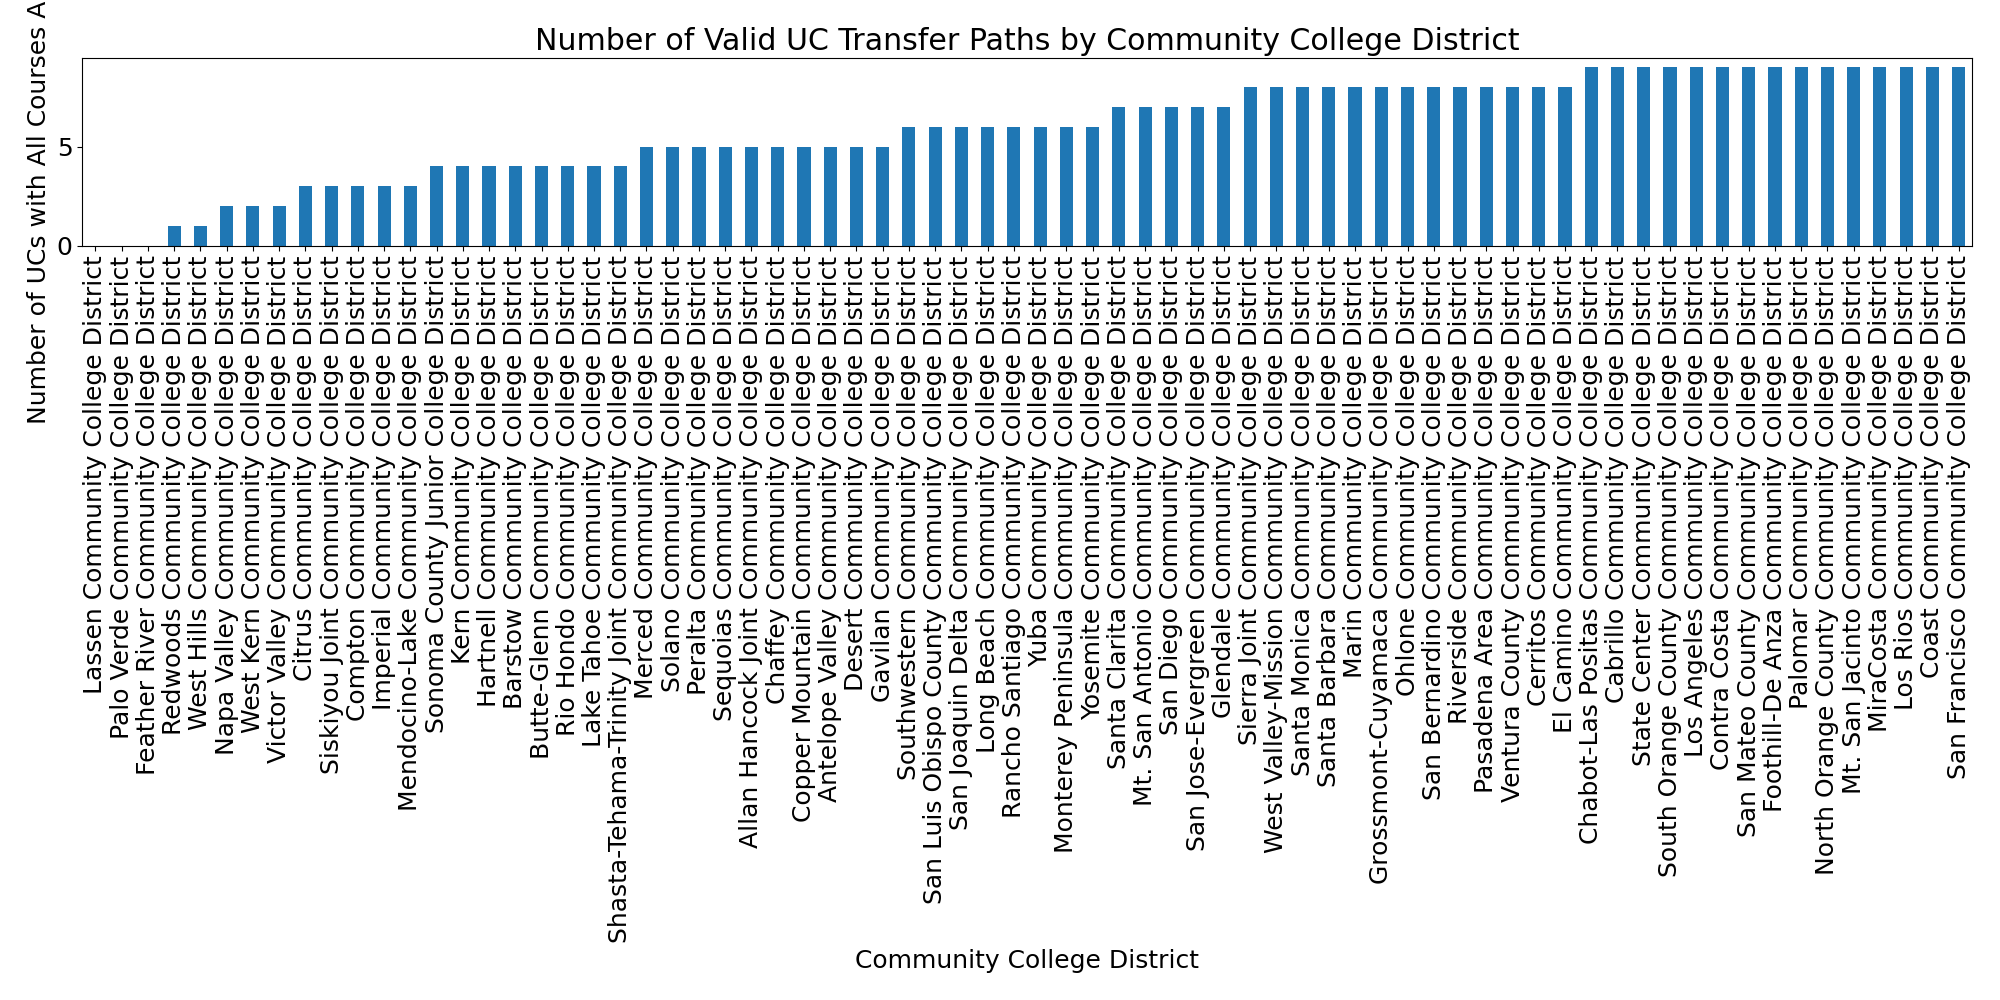 Number of Valid UC Transfer Paths by Community College District
Number of UCs with All Courses A
5
0
Lassen Community College District
Palo Verde Community College District
Feather River Community College District
Redwoods Community College District
West Hills Community College District
Napa Valley Community College District
West Kern Community College District
Victor Valley Community College District
Citrus Community College District
Siskiyou Joint Community College District
Compton Community College District
Imperial Community College District
Mendocino-Lake Community College District
Sonoma County Junior College District
Kern Community College District
Hartnell Community College District
Barstow Community College District
Butte-Glenn Community College District
Rio Hondo Community College District
Lake Tahoe Community College District
Shasta-Tehama-Trinity Joint Community College District
Merced Community College District
Solano Community College District
Peralta Community College District
Sequoias Community College District
Allan Hancock Joint Community College District
Chaffey Community College District
Copper Mountain Community College District
Antelope Valley Community College District
Desert Community College District
Gavilan Community College District
Southwestern Community College District
San Luis Obispo County Community College District
San Joaquin Delta Community College District
Long Beach Community College District
Rancho Santiago Community College District
Yuba Community College District
Monterey Peninsula Community College District
Yosemite Community College District
Santa Clarita Community College District
Mt. San Antonio Community College District
San Diego Community College District
San Jose-Evergreen Community College District
Glendale Community College District
Sierra Joint Community College District
West Valley-Mission Community College District
Santa Monica Community College District
Santa Barbara Community College District
Marin Community College District
Grossmont-Cuyamaca Community College District
Ohlone Community College District
San Bernardino Community College District
Riverside Community College District
Pasadena Area Community College District
Ventura County Community College District
Cerritos Community College District
El Camino Community College District
Chabot-Las Positas Community College District
Cabrillo Community College District
State Center Community College District
South Orange County Community College District
Los Angeles Community College District
Contra Costa Community College District
San Mateo County Community College District
Foothill-De Anza Community College District
Palomar Community College District
North Orange County Community College District
Mt. San Jacinto Community College District
MiraCosta Community College District
Los Rios Community College District
Coast Community College District
San Francisco Community College District
Community College District